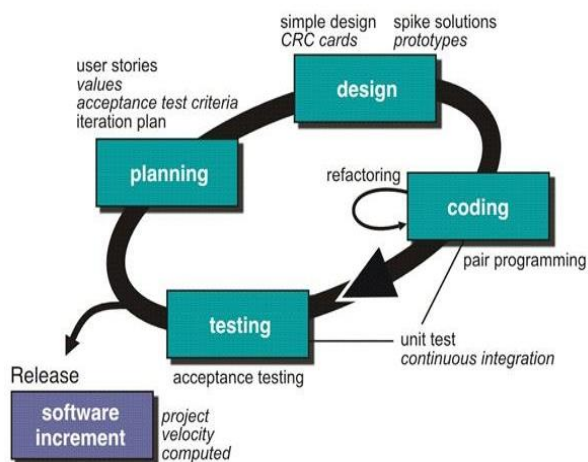 simple design
CRC cards
spike solutions
prototypes
user stories
values
acceptance test criteria
iteration plan
design
planning
refactoring
coding
pair programming
testing
unit test
continuous integration
acceptance testing
Release
software
increment
project
velocity
computed